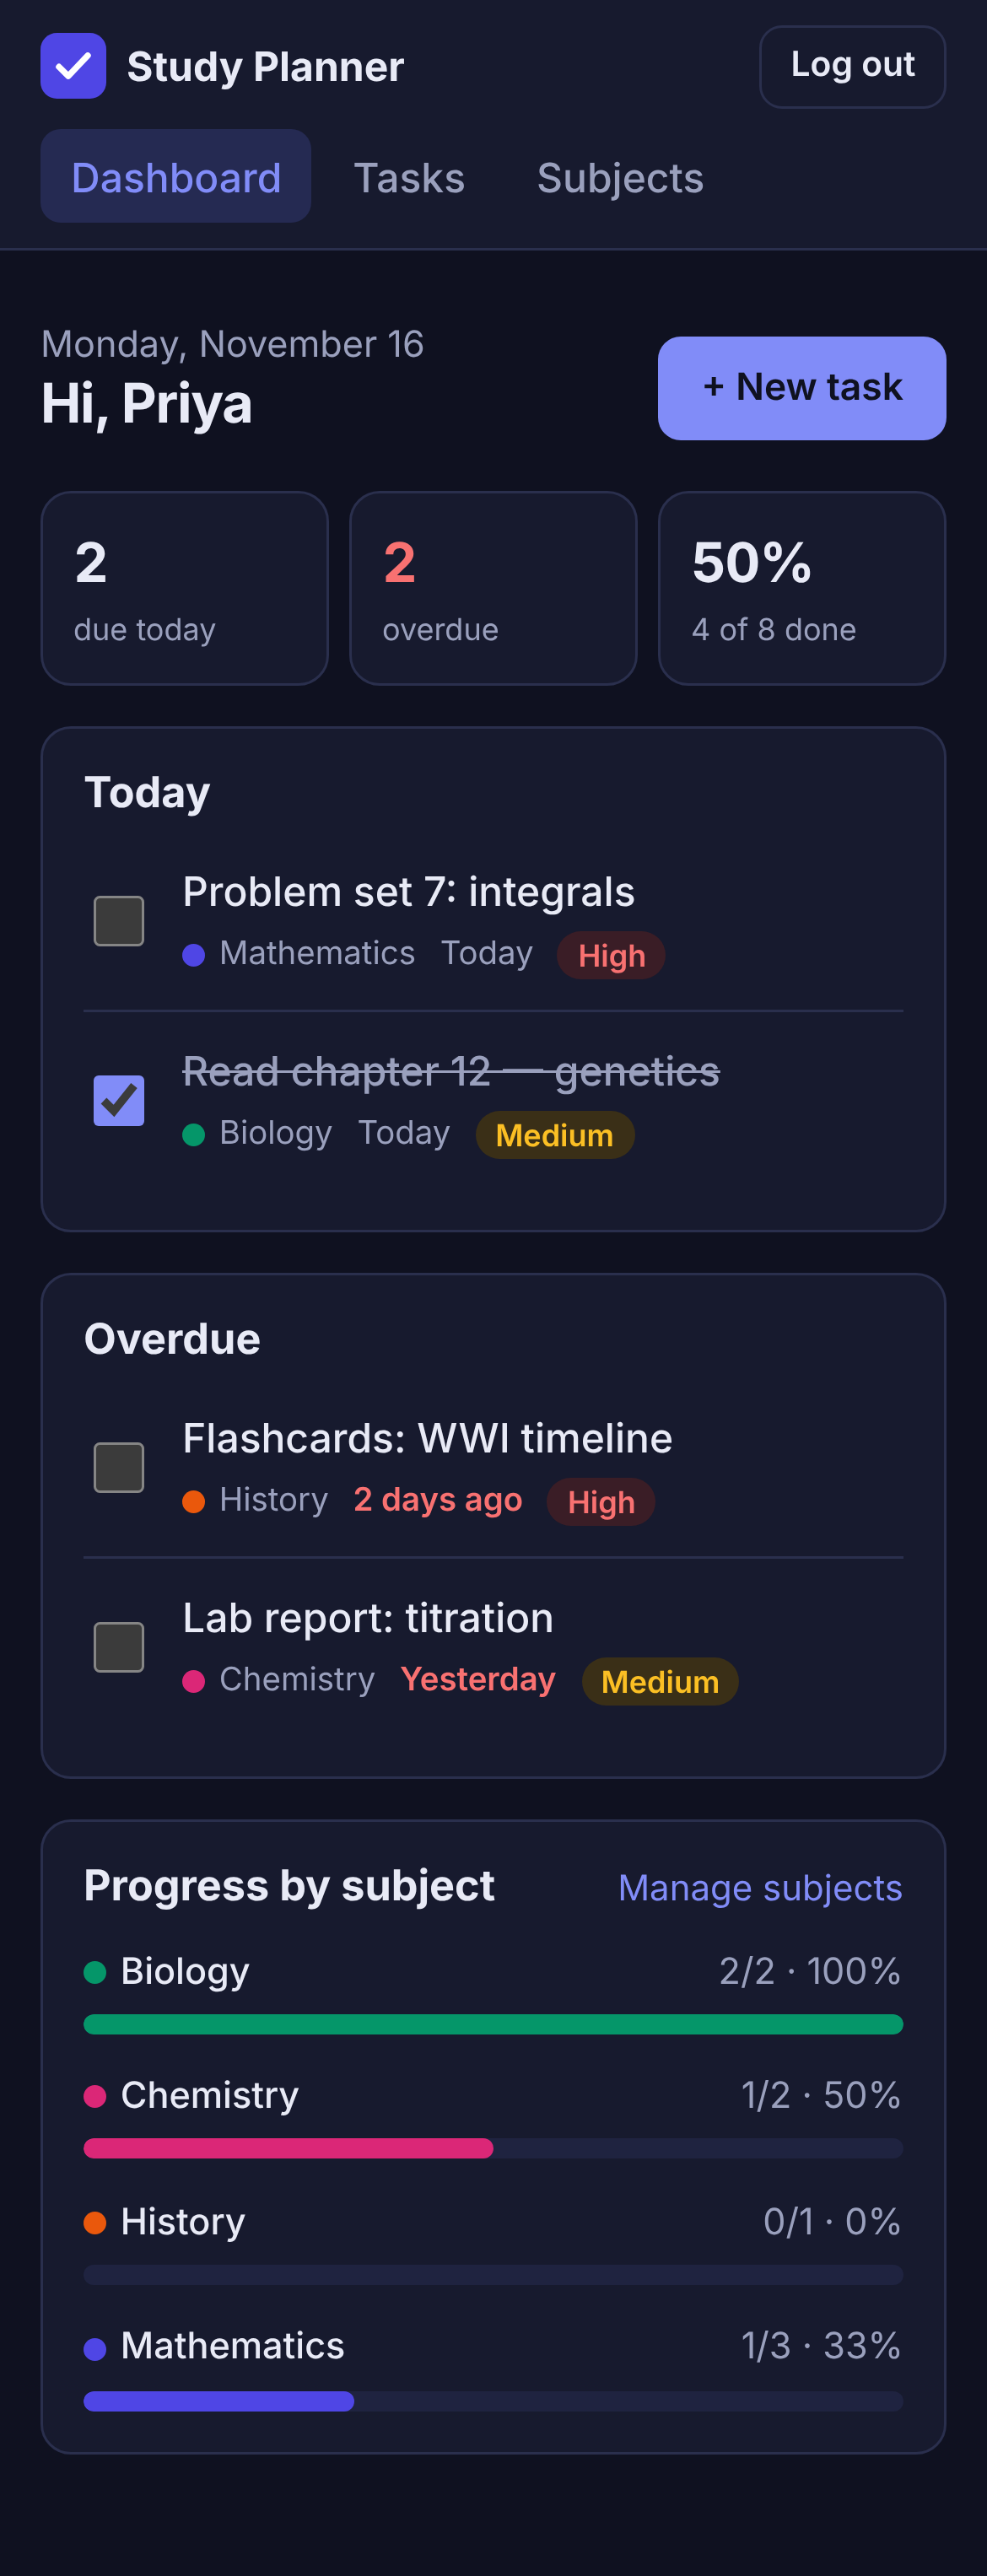 Study Planner
Log out
Dashboard Tasks Subjects
Monday, November 16
Hi, Priya
+ New task
2
due today
2
overdue
50%
4 of 8 done
Today
Problem set 7: integrals
Mathematics Today High
Read chapter 12 — genetics
Biology Today Medium
Overdue
Flashcards: WWI timeline
History 2 days ago High
Lab report: titration
Chemistry Yesterday Medium
Progress by subject Manage subjects
Biology 2/2 · 100%
Chemistry 1/2 · 50%
History 0/1 · 0%
Mathematics 1/3 · 33%